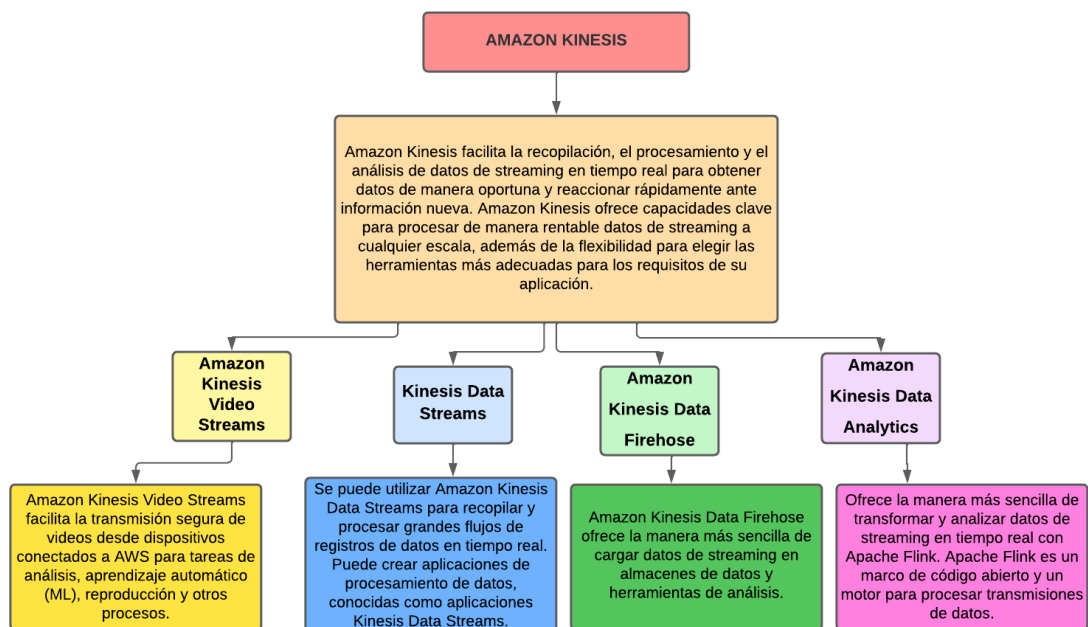 AMAZON KINESIS
Amazon Kinesis facilita la recopilación, el procesamiento y el
análisis de datos de streaming en tiempo real para obtener
datos de manera oportuna y reaccionar rápidamente ante
información nueva. Amazon Kinesis ofrece capacidades clave
para procesar de manera rentable datos de streaming a
cualquier escala, además de la flexibilidad para elegir las
herramientas más adecuadas para los requisitos de su
aplicación.
Amazon
Kinesis
Video
Streams
Kinesis Data
Streams
Amazon
Kinesis Data
Firehose
Amazon
Kinesis Data
Analytics
Amazon Kinesis Video Streams
facilita la transmisión segura de
videos desde dispositivos
conectados a AWS para tareas de
análisis, aprendizaje automático
(ML), reproducción y otros
procesos.
Se puede utilizar Amazon Kinesis
Data Streams para recopilar y
procesar grandes flujos de
registros de datos en tiempo real.
Puede crear aplicaciones de
procesamiento de datos,
conocidas como aplicaciones
Kinesis Data Streams.
Amazon Kinesis Data Firehose
ofrece la manera más sencilla de
cargar datos de streaming en
almacenes de datos y
herramientas de análisis.
Ofrece la manera más sencilla de
transformar y analizar datos de
streaming en tiempo real con
Apache Flink. Apache Flink es un
marco de código abierto y un
motor para procesar transmisiones
de datos.